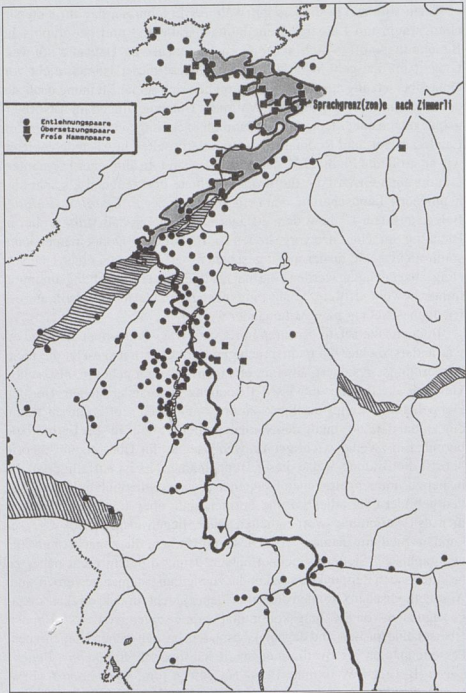 Sprachgrenz(zon)e nach Zimmerli
Entlehnungspaare
Übersetzungspaare
Freie Namenpaare